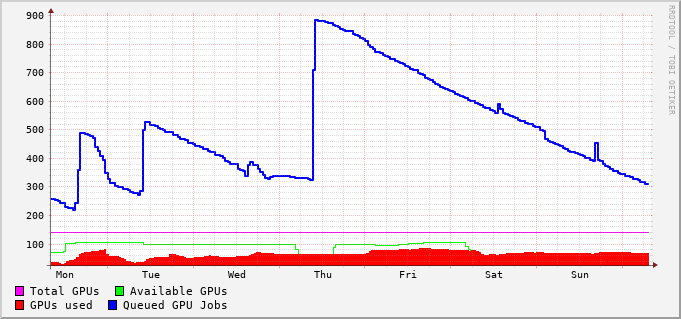 900
800
700
600
500
400
300
200
100
Mon Tue Wed Thu Fri Sat Sun
Total GPUs Available GPUs
GPUs used Queued GPU Jobs
RRDTOOL / TOBI OETIKER